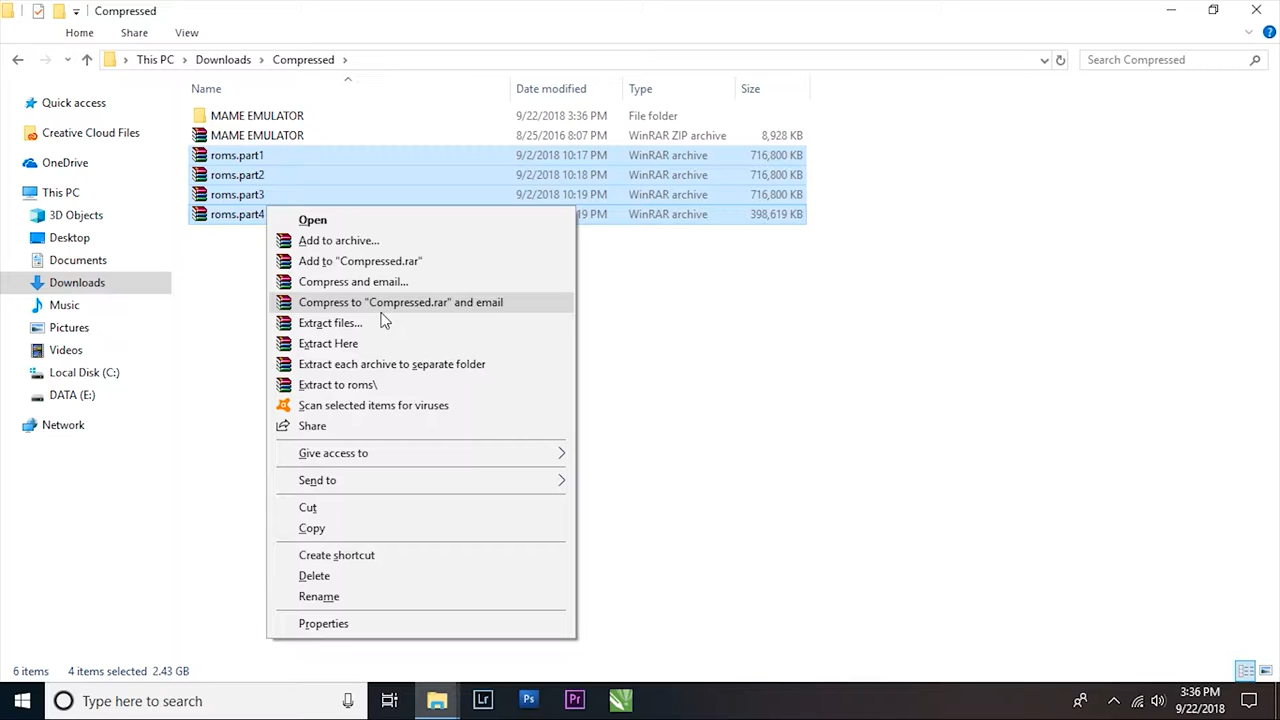 Compressed
Home Share View
This PC Downloads Compressed
Search Compressed
Name Date modified Type Size
Quick access
Creative Cloud Files
OneDrive
This PC
3D Objects
Desktop
Documents
Downloads
Music
Pictures
Videos
Local Disk (C:)
DATA (E:)
Network
MAME EMULATOR 9/22/2018 3:36 PM File folder
MAME EMULATOR 8/25/2016 8:07 PM WinRAR ZIP archive 8,928 KB
roms.part1 9/2/2018 10:17 PM WinRAR archive 716,800 KB
roms.part2 9/2/2018 10:18 PM WinRAR archive 716,800 KB
roms.part3 9/2/2018 10:19 PM WinRAR archive 716,800 KB
roms.part4 19 PM WinRAR archive 398,619 KB
Open
Add to archive...
Add to "Compressed.rar"
Compress and email...
Compress to "Compressed.rar" and email
Extract files...
Extract Here
Extract each archive to separate folder
Extract to roms\
Scan selected items for viruses
Share
Give access to
Send to
Cut
Copy
Create shortcut
Delete
Rename
Properties
6 items 4 items selected 2.43 GB
Type here to search
Lr
Ps
Pr
3:36 PM
9/22/2018